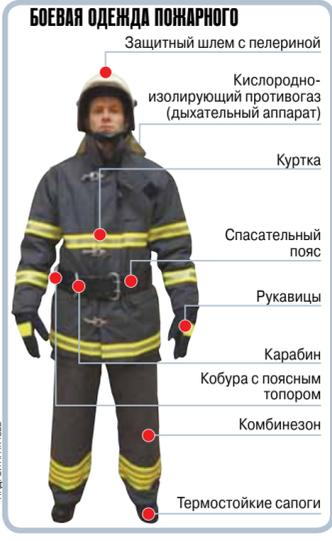 БОЕВАЯ ОДЕЖДА ПОЖАРНОГО
Защитный шлем с пелериной
Кислородно-
изолирующий противогаз
(дыхательный аппарат)
Куртка
Спасательный
пояс
Рукавицы
Карабин
Кобура с поясным
топором
Комбинезон
Термостойкие сапоги